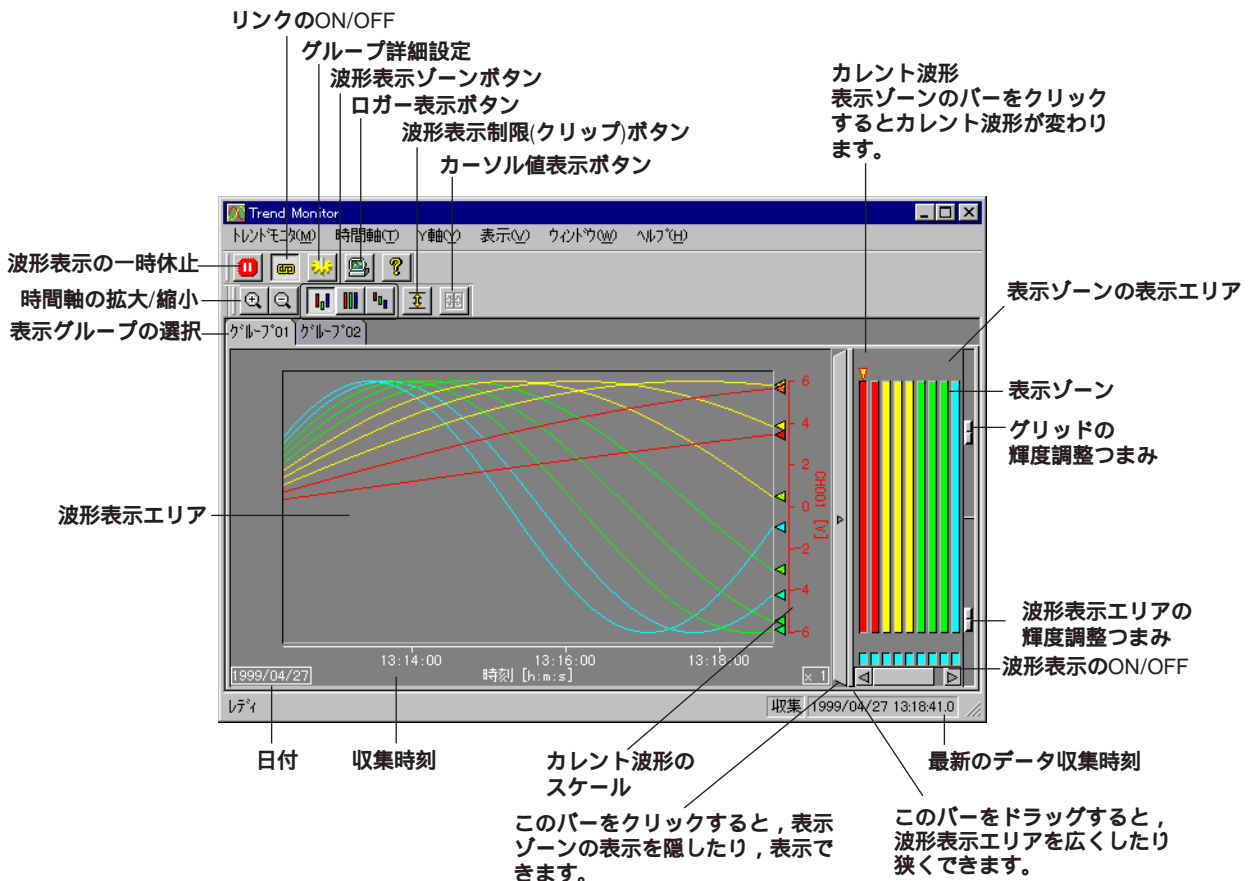 リンクのON/OFF
グループ詳細設定
波形表示ゾーンボタン
ロガー表示ボタン
波形表示制限(クリップ)ボタン
カーソル値表示ボタン
カレント波形
表示ゾーンのバーをクリック
するとカレント波形が変わり
ます。
Trend Monitor
トレンドモニタ(M) 時間軸(T) Y軸(Y) 表示(V) ウィンドウ(W) ヘルプ(H)
波形表示の一時休止
時間軸の拡大/縮小
表示グループの選択
グループ01 グループ02
表示ゾーンの表示エリア
表示ゾーン
グリッドの
輝度調整つまみ
波形表示エリア
6
4
2
0
-2
-4
-6
CH001 [V]
波形表示エリアの
輝度調整つまみ
波形表示のON/OFF
13:14:00 13:16:00 13:18:00
1999/04/27 時刻 [h:m:s] × 1
レディ 収集 1999/04/27 13:18:41.0
日付
収集時刻
カレント波形の
スケール
最新のデータ収集時刻
このバーをクリックすると，表示
ゾーンの表示を隠したり，表示で
きます。
このバーをドラッグすると，
波形表示エリアを広くしたり
狭くできます。